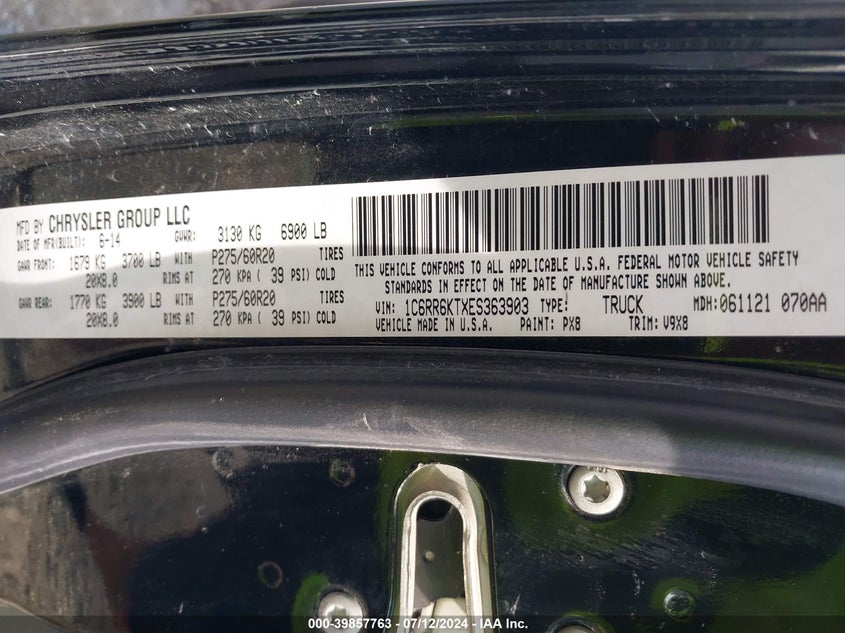 MFD BY CHRYSLER GROUP LLC
DATE OF MFR(BUILT): 6-14 GVWR: 3130 KG 6900 LB
GAWR FRONT: 1679 KG 3700 LB WITH P275/60R20 TIRES
20X8.0 RIMS AT 270 KPA ( 39 PSI) COLD
GAWR REAR: 1770 KG 3900 LB WITH P275/60R20 TIRES
20X8.0 RIMS AT 270 KPA ( 39 PSI) COLD
THIS VEHICLE CONFORMS TO ALL APPLICABLE U.S.A. FEDERAL MOTOR VEHICLE SAFETY
STANDARDS IN EFFECT ON THE DATE OF MANUFACTURE SHOWN ABOVE.
VIN: 1C6RR6KTXES363903 TYPE: TRUCK MDH:061121 070AA
VEHICLE MADE IN U.S.A. PAINT: PX8 TRIM: V9X8
000-39857763 - 07/12/2024 - IAA Inc.